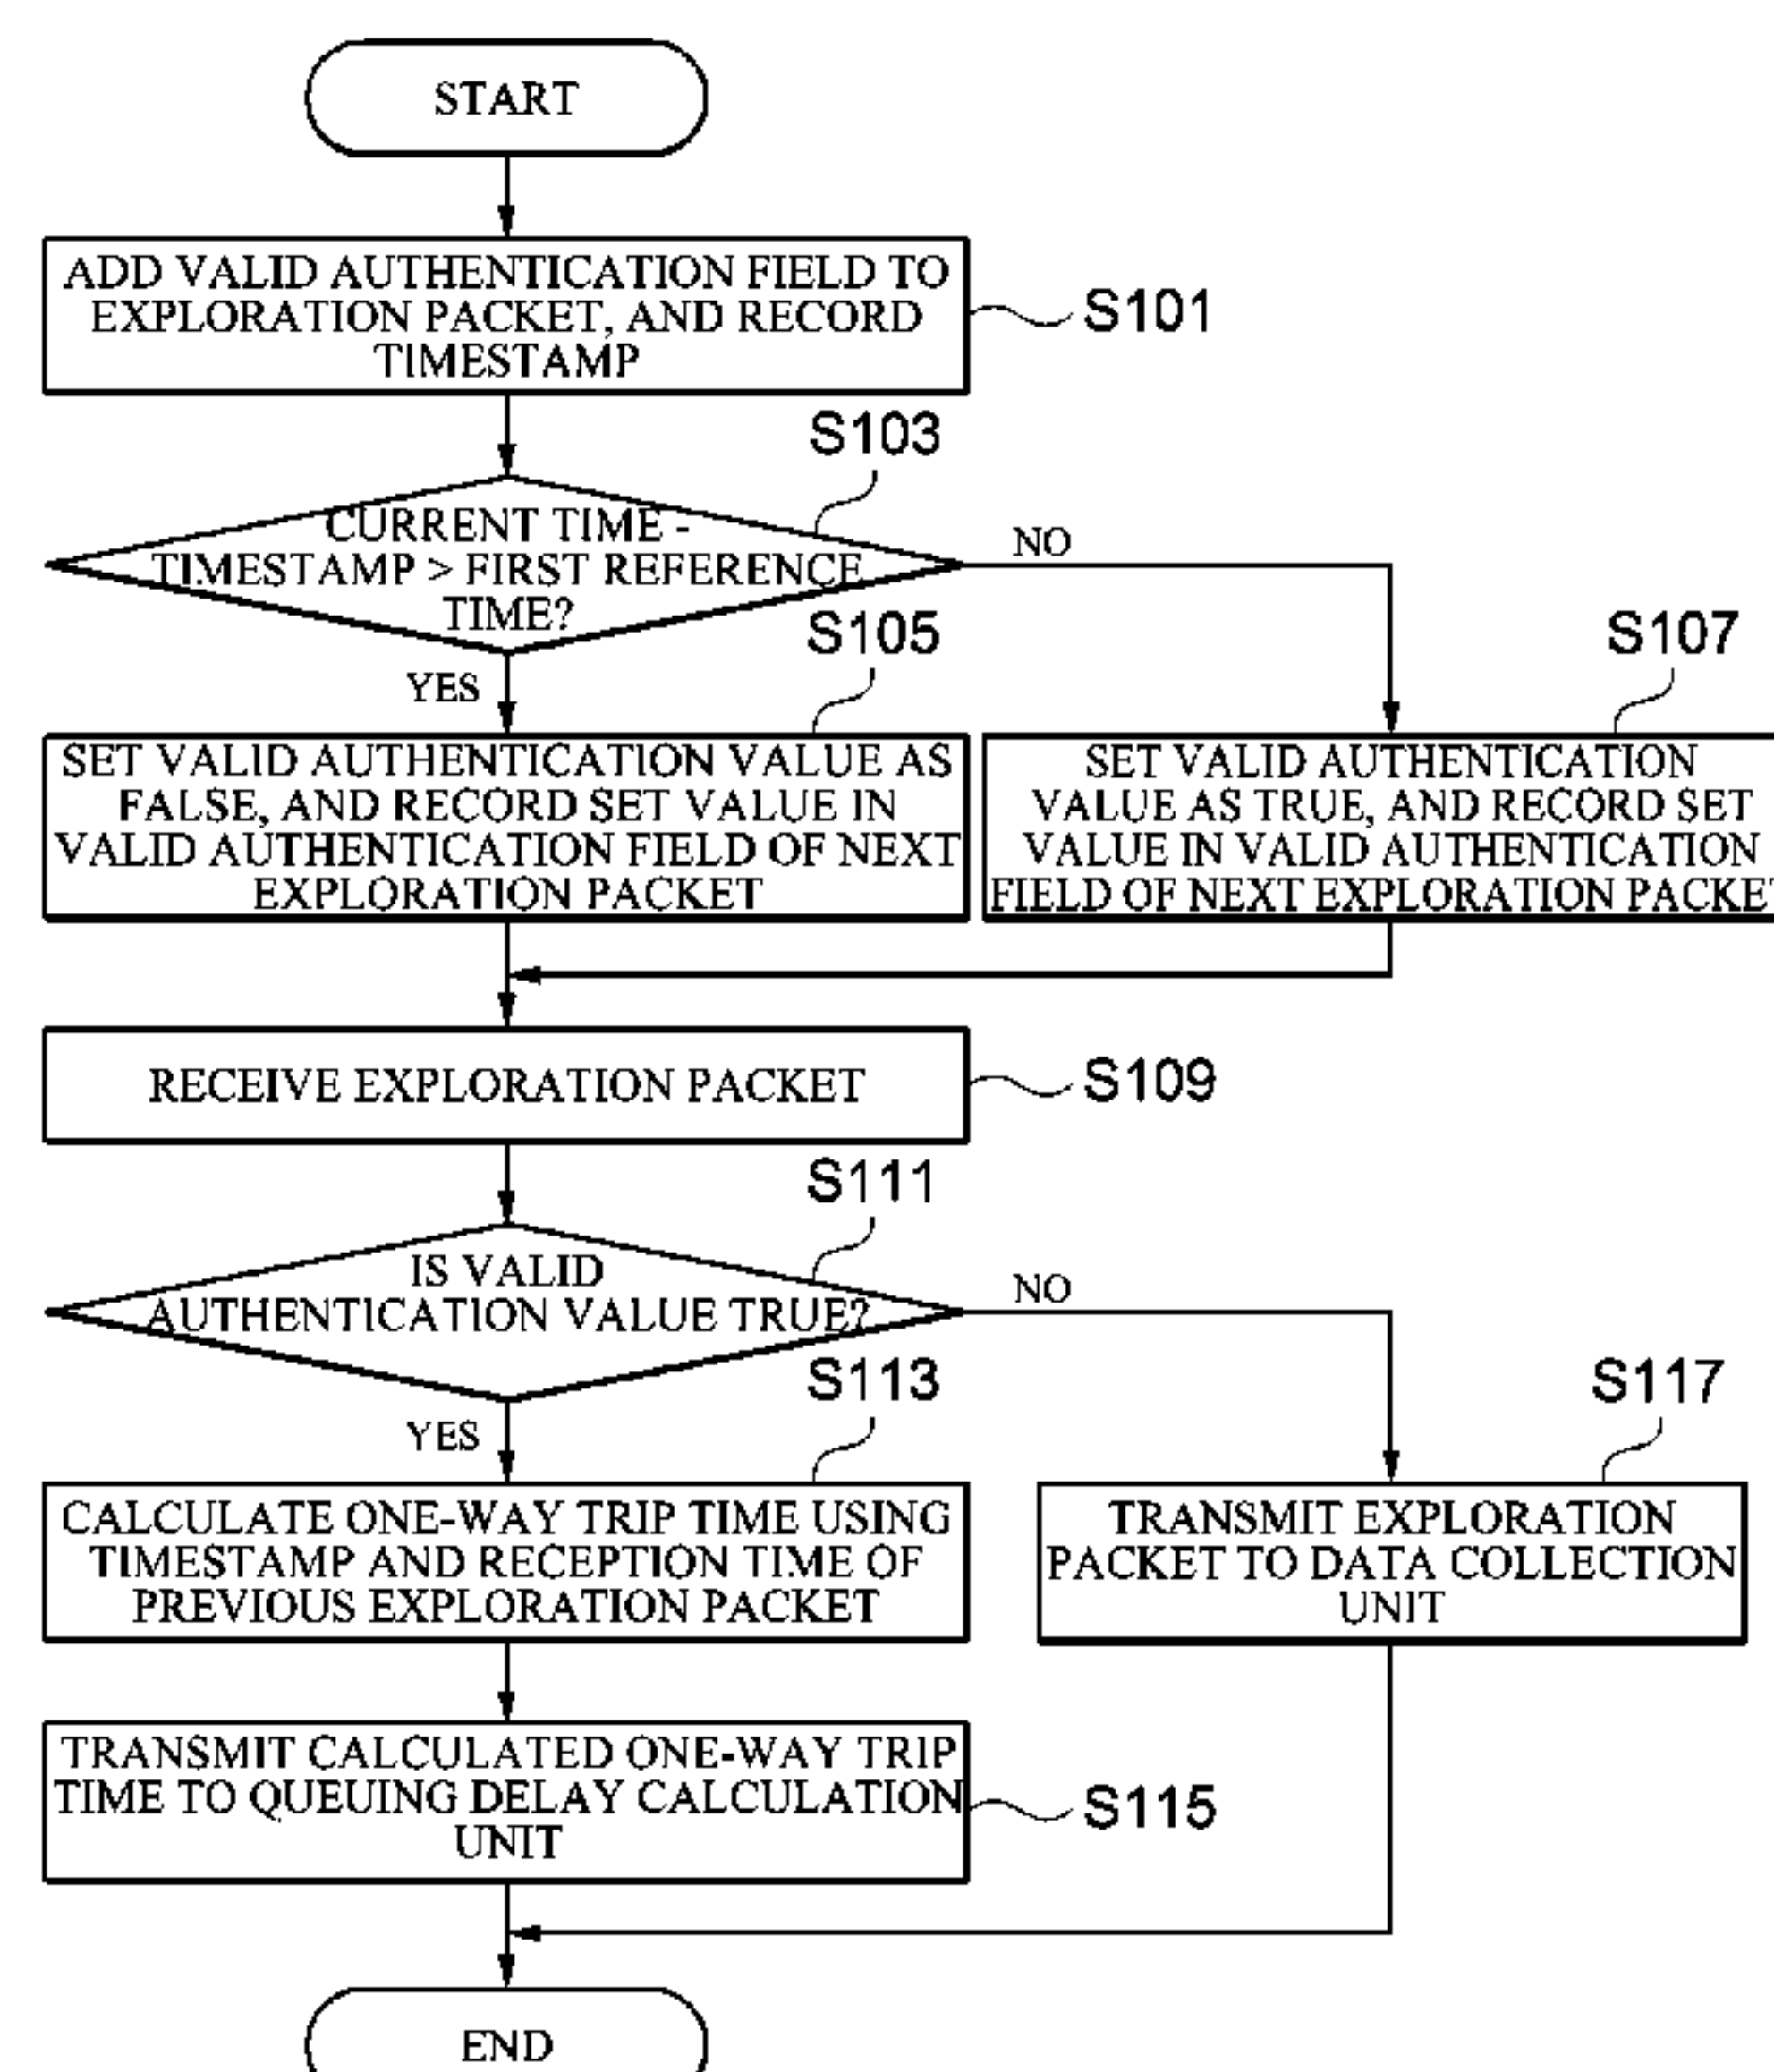 START
ADD VALID AUTHENTICATION FIELD TO
EXPLORATION PACKET, AND RECORD
TIMESTAMP
S101
S103
CURRENT TIME -
TIMESTAMP > FIRST REFERENCE
TIME?
NO
YES
S105
S107
SET VALID AUTHENTICATION VALUE AS
FALSE, AND RECORD SET VALUE IN
VALID AUTHENTICATION FIELD OF NEXT
EXPLORATION PACKET
SET VALID AUTHENTICATION
VALUE AS TRUE, AND RECORD SET
VALUE IN VALID AUTHENTICATION
FIELD OF NEXT EXPLORATION PACKET
RECEIVE EXPLORATION PACKET
S109
S111
IS VALID
AUTHENTICATION VALUE TRUE?
NO
YES
S113
S117
CALCULATE ONE-WAY TRIP TIME USING
TIMESTAMP AND RECEPTION TIME OF
PREVIOUS EXPLORATION PACKET
TRANSMIT EXPLORATION
PACKET TO DATA COLLECTION
UNIT
TRANSMIT CALCULATED ONE-WAY TRIP
TIME TO QUEUING DELAY CALCULATION
UNIT
S115
END